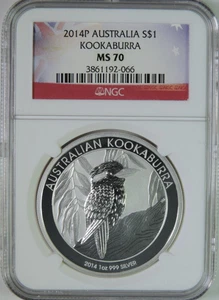 2014P AUSTRALIA S$1
KOOKABURRA
MS 70
3861192-066
NGC
AUSTRALIAN KOOKABURRA
2014 1oz 999 SILVER